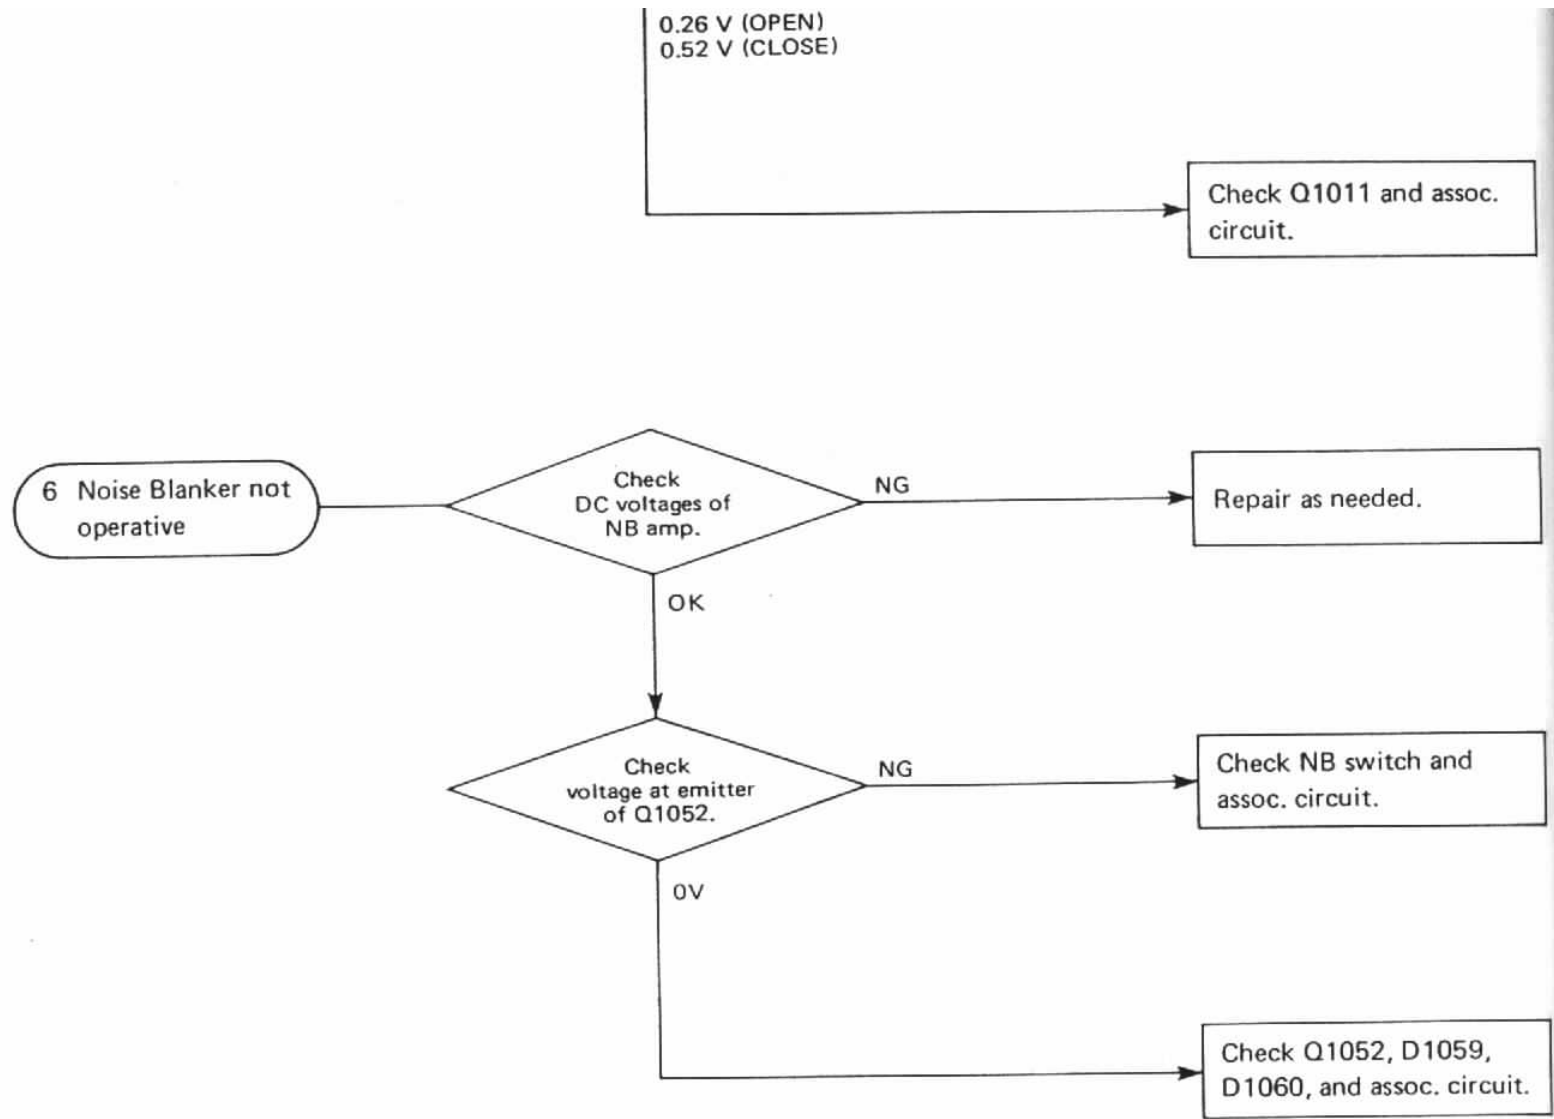 0.26 V (OPEN)
0.52 V (CLOSE)
Check Q1011 and assoc.
circuit.
6 Noise Blanker not
operative
Check
DC voltages of
NB amp.
NG
Repair as needed.
OK
Check
voltage at emitter
of Q1052.
NG
Check NB switch and
assoc. circuit.
0V
Check Q1052, D1059,
D1060, and assoc. circuit.